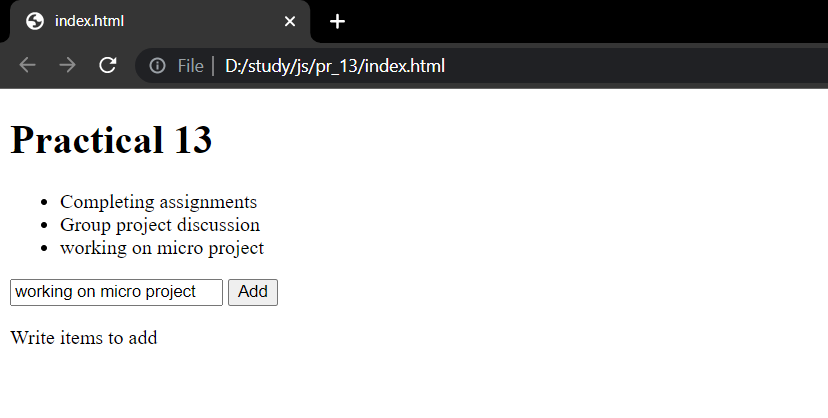 index.html
File | D:/study/js/pr_13/index.html
Practical 13
• Completing assignments
• Group project discussion
• working on micro project
working on micro project Add
Write items to add